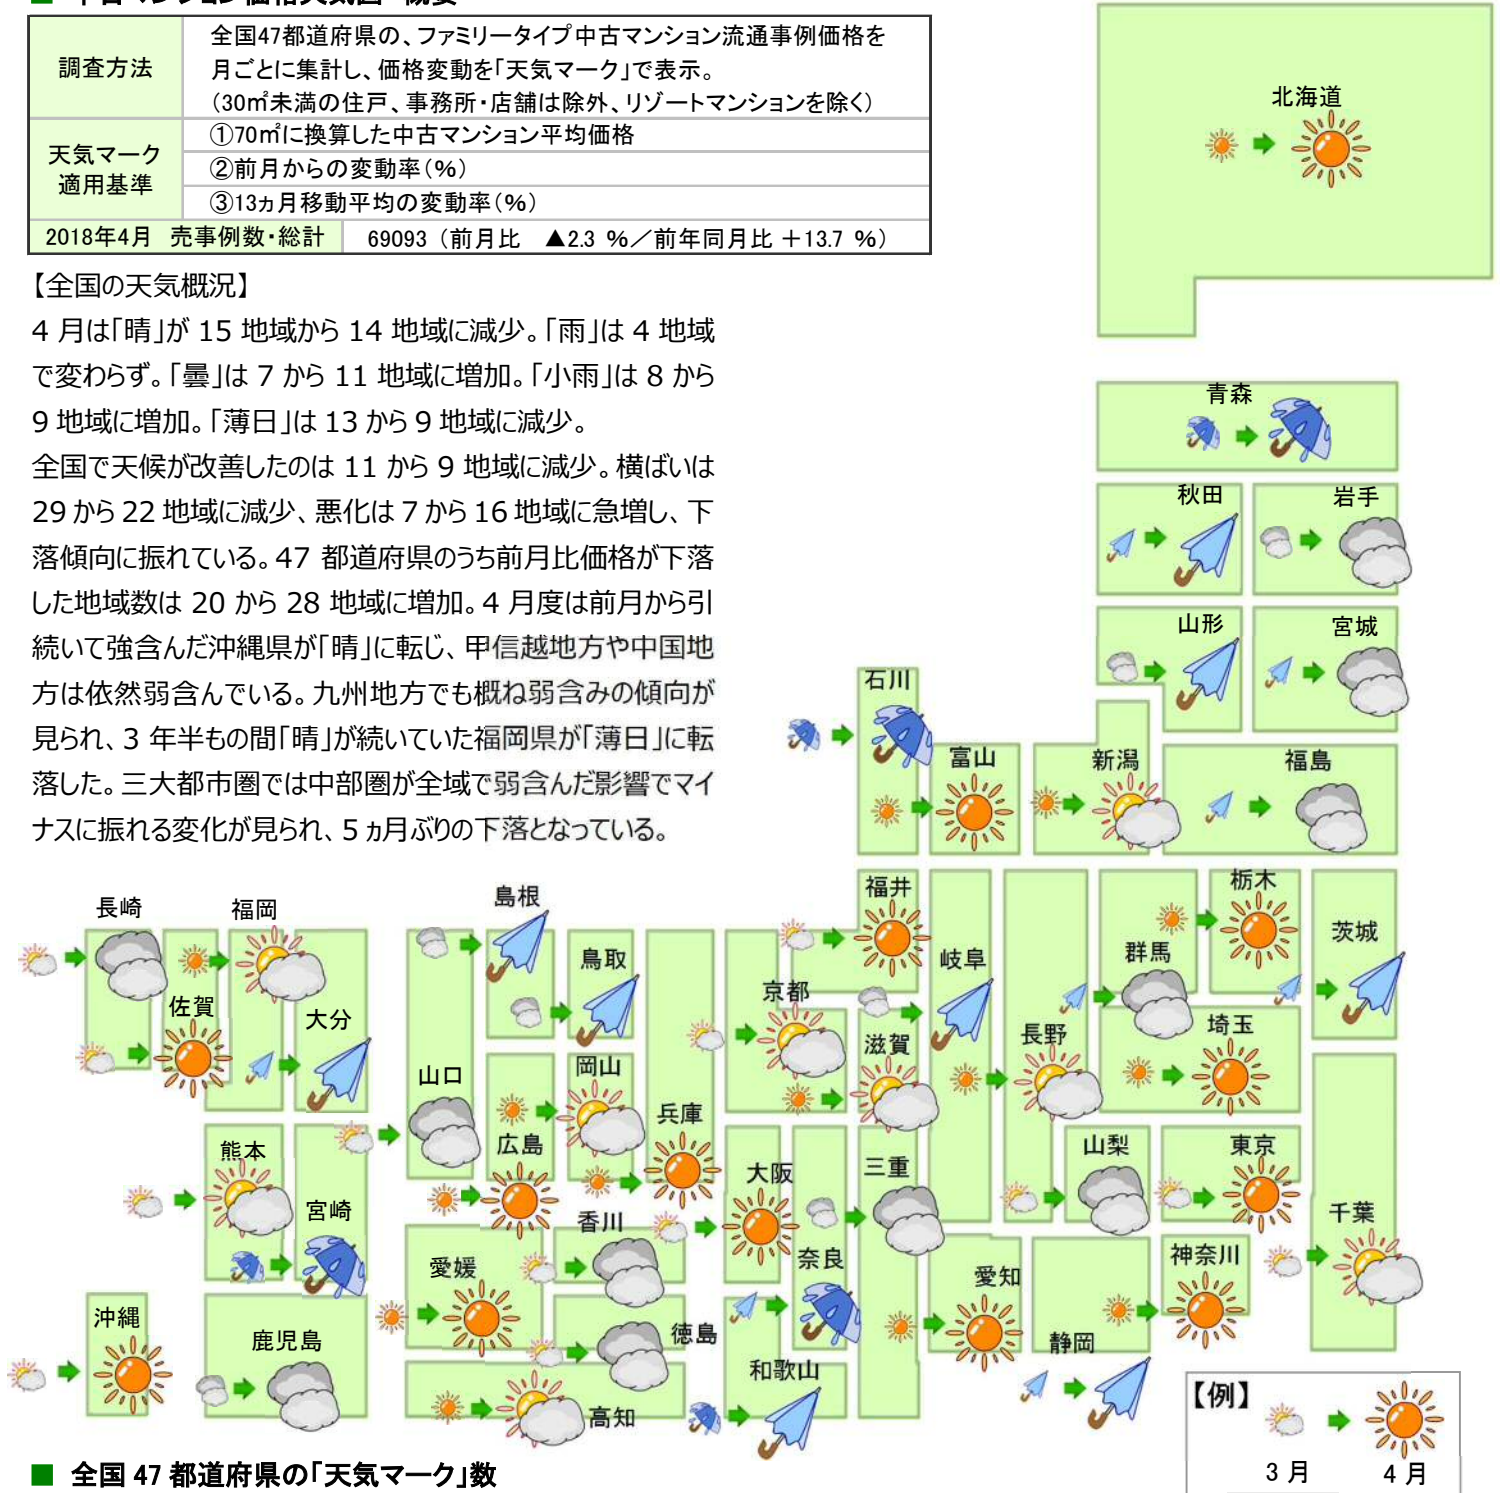 調査方法
全国47都道府県の、ファミリータイプ中古マンション流通事例価格を
月ごとに集計し、価格変動を「天気マーク」で表示。
（30㎡未満の住戸、事務所・店舗は除外、リゾートマンションを除く）
天気マーク
適用基準
①70㎡に換算した中古マンション平均価格
②前月からの変動率（％）
③13ヵ月移動平均の変動率（％）
2018年4月　売事例数・総計
69093（前月比　▲2.3 ％／前年同月比 ＋13.7 ％）
【全国の天気概況】
4 月は「晴」が 15 地域から 14 地域に減少。「雨」は 4 地域
で変わらず。「曇」は 7 から 11 地域に増加。「小雨」は 8 から
9 地域に増加。「薄日」は 13 から 9 地域に減少。
全国で天候が改善したのは 11 から 9 地域に減少。横ばいは
29 から 22 地域に減少、悪化は 7 から 16 地域に急増し、下
落傾向に振れている。47 都道府県のうち前月比価格が下落
した地域数は 20 から 28 地域に増加。4 月度は前月から引
続いて強含んだ沖縄県が「晴」に転じ、甲信越地方や中国地
方は依然弱含んでいる。九州地方でも概ね弱含みの傾向が
見られ、3 年半もの間「晴」が続いていた福岡県が「薄日」に転
落した。三大都市圏では中部圏が全域で弱含んだ影響でマイ
ナスに振れる変化が見られ、5 ヵ月ぶりの下落となっている。
北海道
青森
秋田
岩手
山形
宮城
石川
富山
新潟
福島
福井
栃木
長崎
福岡
島根
鳥取
岐阜
群馬
茨城
佐賀
大分
京都
滋賀
長野
埼玉
山口
岡山
兵庫
熊本
広島
大阪
三重
山梨
東京
宮崎
香川
千葉
愛媛
奈良
愛知
神奈川
沖縄
鹿児島
徳島
静岡
和歌山
高知
【例】
3 月
4 月
■ 全国 47 都道府県の「天気マーク」数